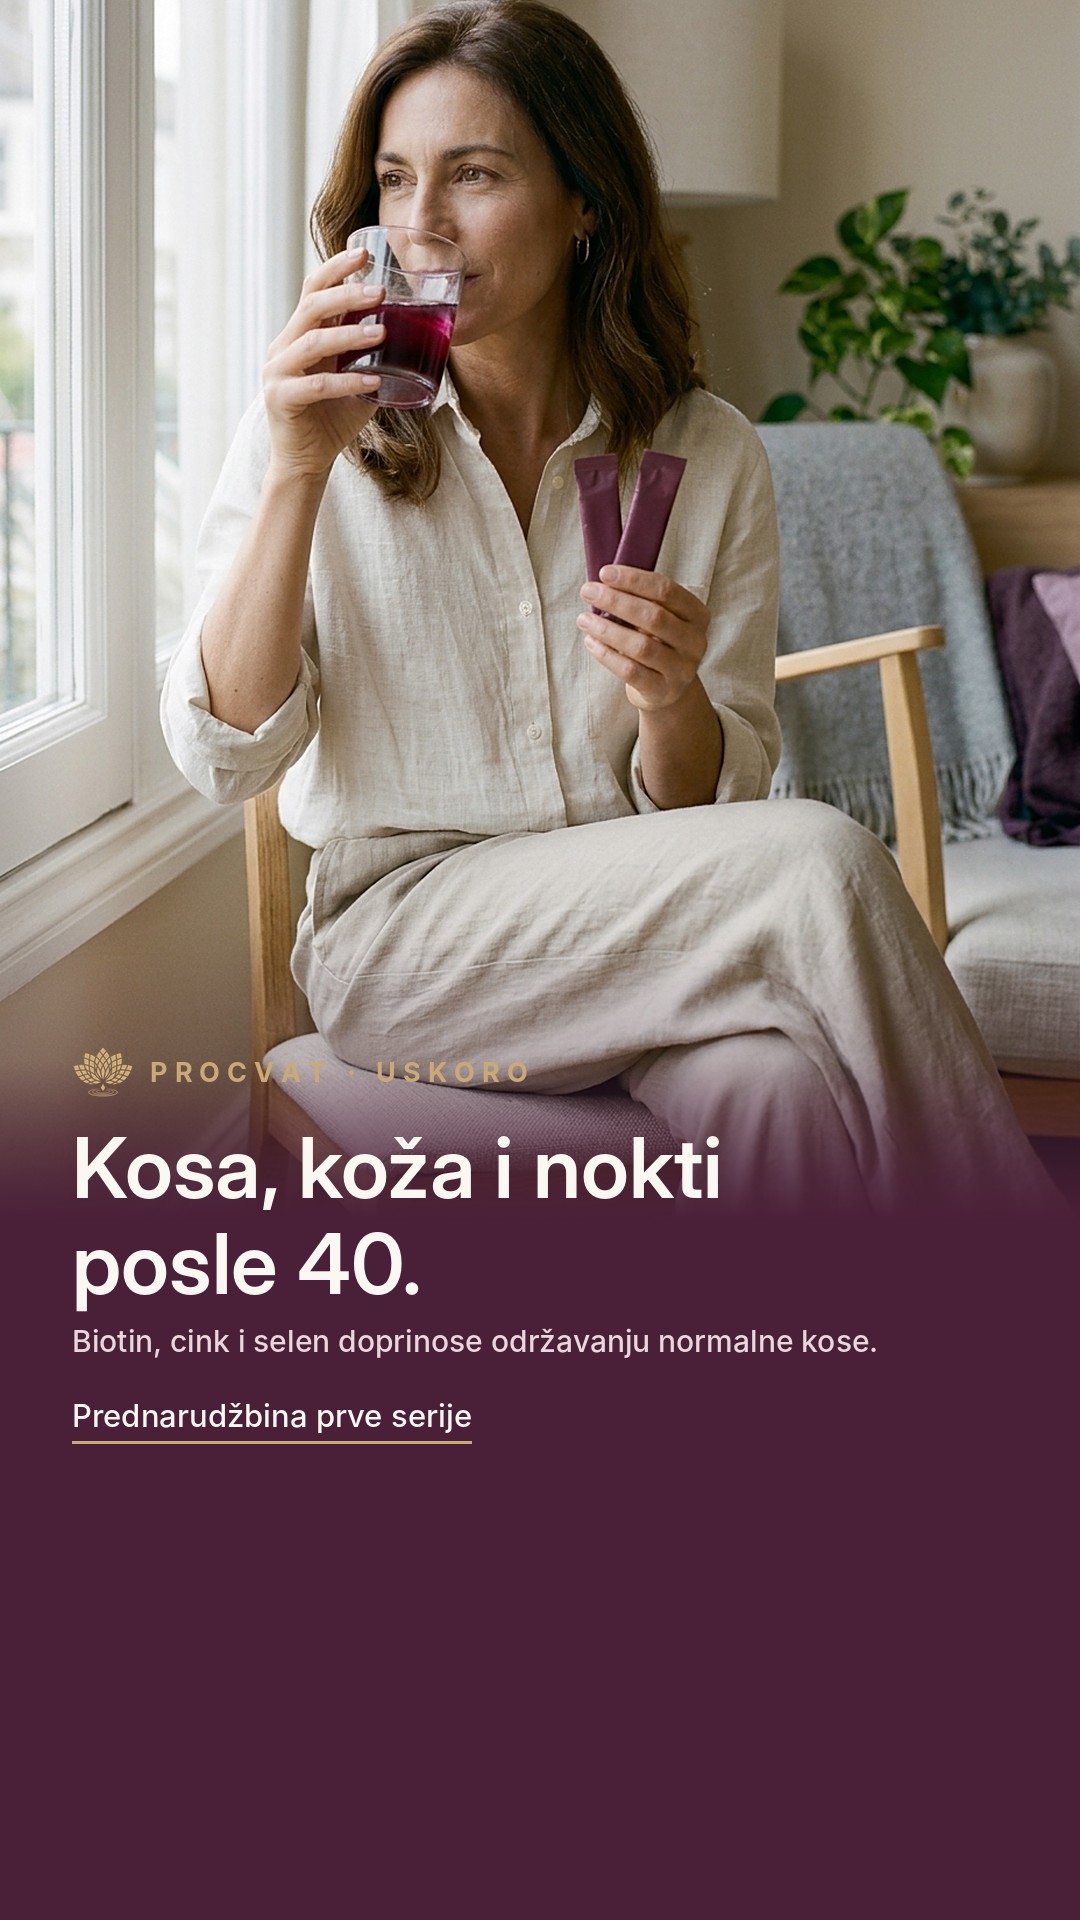 PROCVAT · USKORO
Kosa, koža i nokti
posle 40.
Biotin, cink i selen doprinose održavanju normalne kose.
Prednarudžbina prve serije